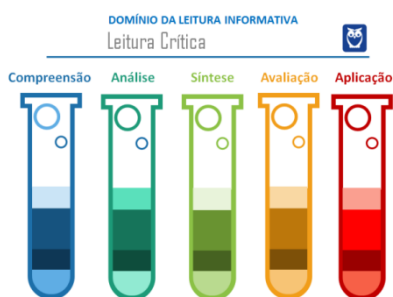 DOMÍNIO DA LEITURA INFORMATIVA
Leitura Crítica
Compreensão Análise Síntese Avaliação Aplicação